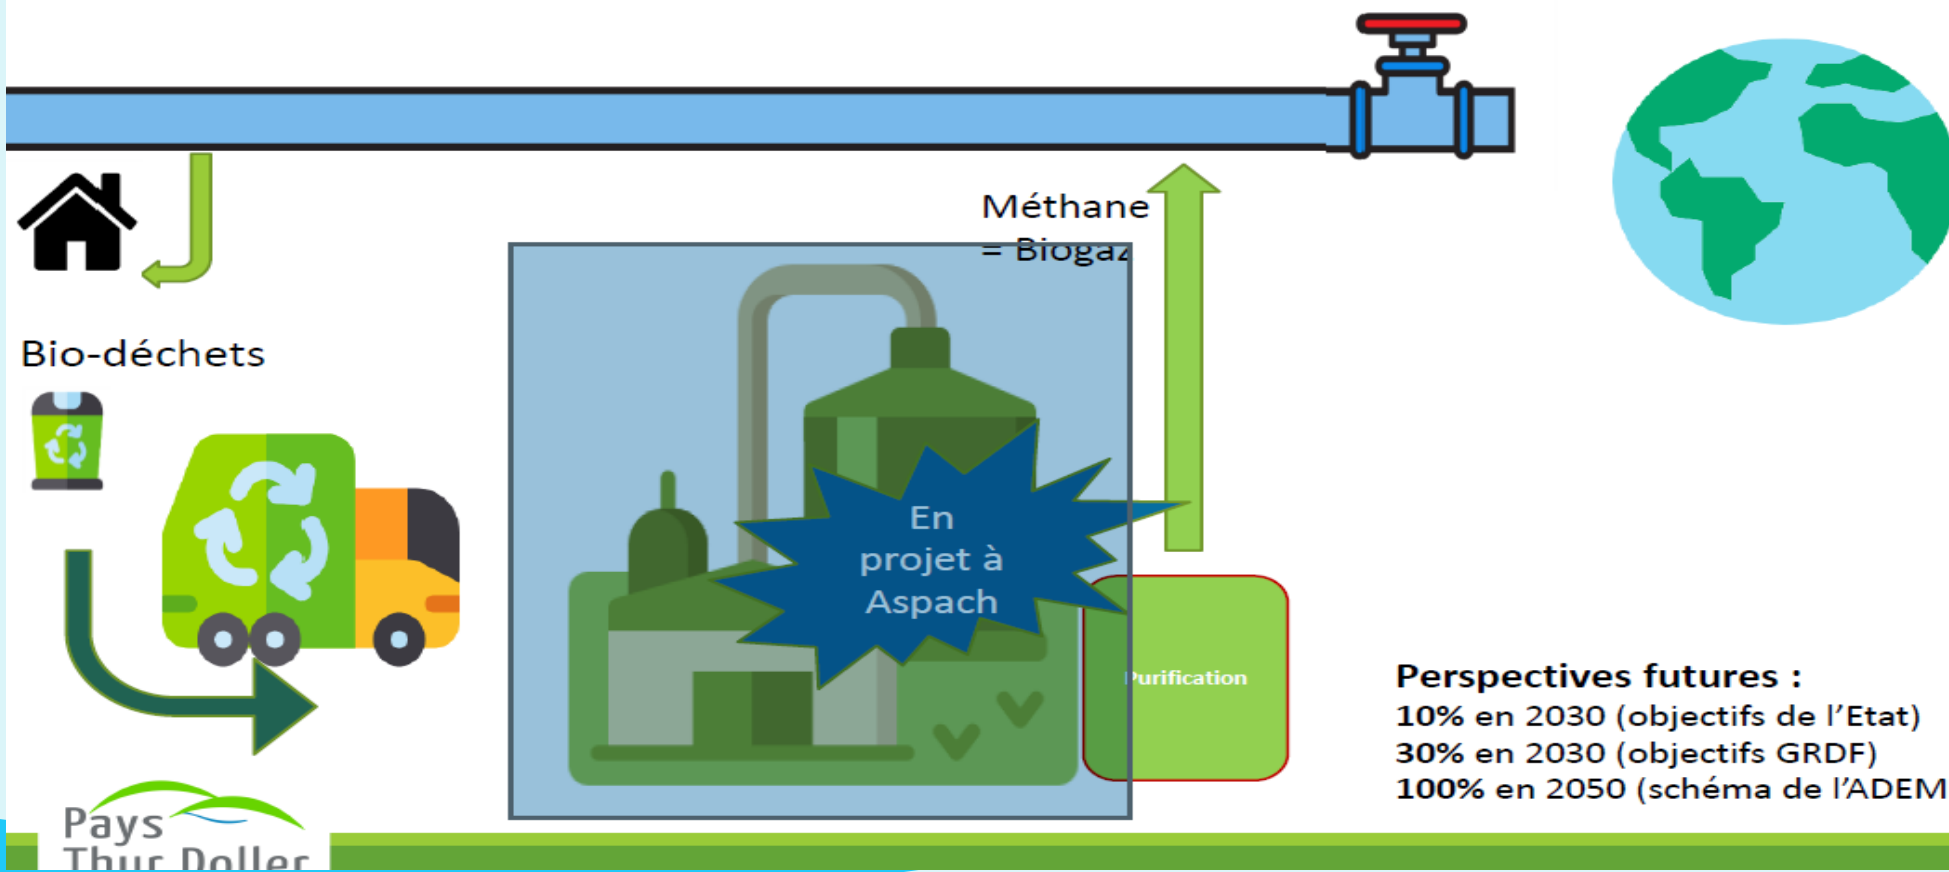 Méthane
= Biogaz
Bio-déchets
En
projet à
Aspach
Purification
Perspectives futures :
10% en 2030 (objectifs de l'Etat)
30% en 2030 (objectifs GRDF)
100% en 2050 (schéma de l'ADEM
Pays
Thur Doller